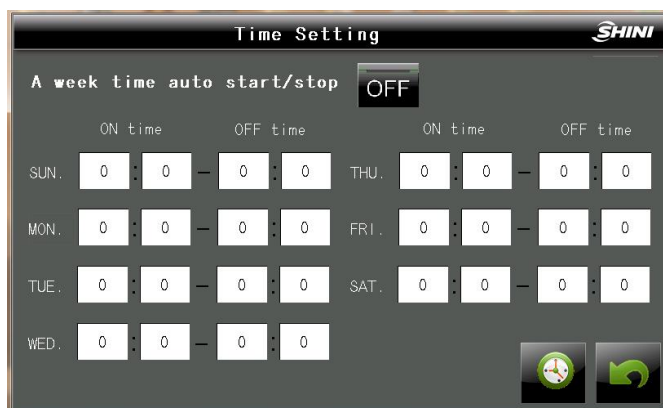 Time Setting
SHINI
A week time auto start/stop OFF
ON time OFF time ON time OFF time
SUN. 0 : 0 – 0 : 0 THU. 0 : 0 – 0 : 0
MON. 0 : 0 – 0 : 0 FRI. 0 : 0 – 0 : 0
TUE. 0 : 0 – 0 : 0 SAT. 0 : 0 – 0 : 0
WED. 0 : 0 – 0 : 0